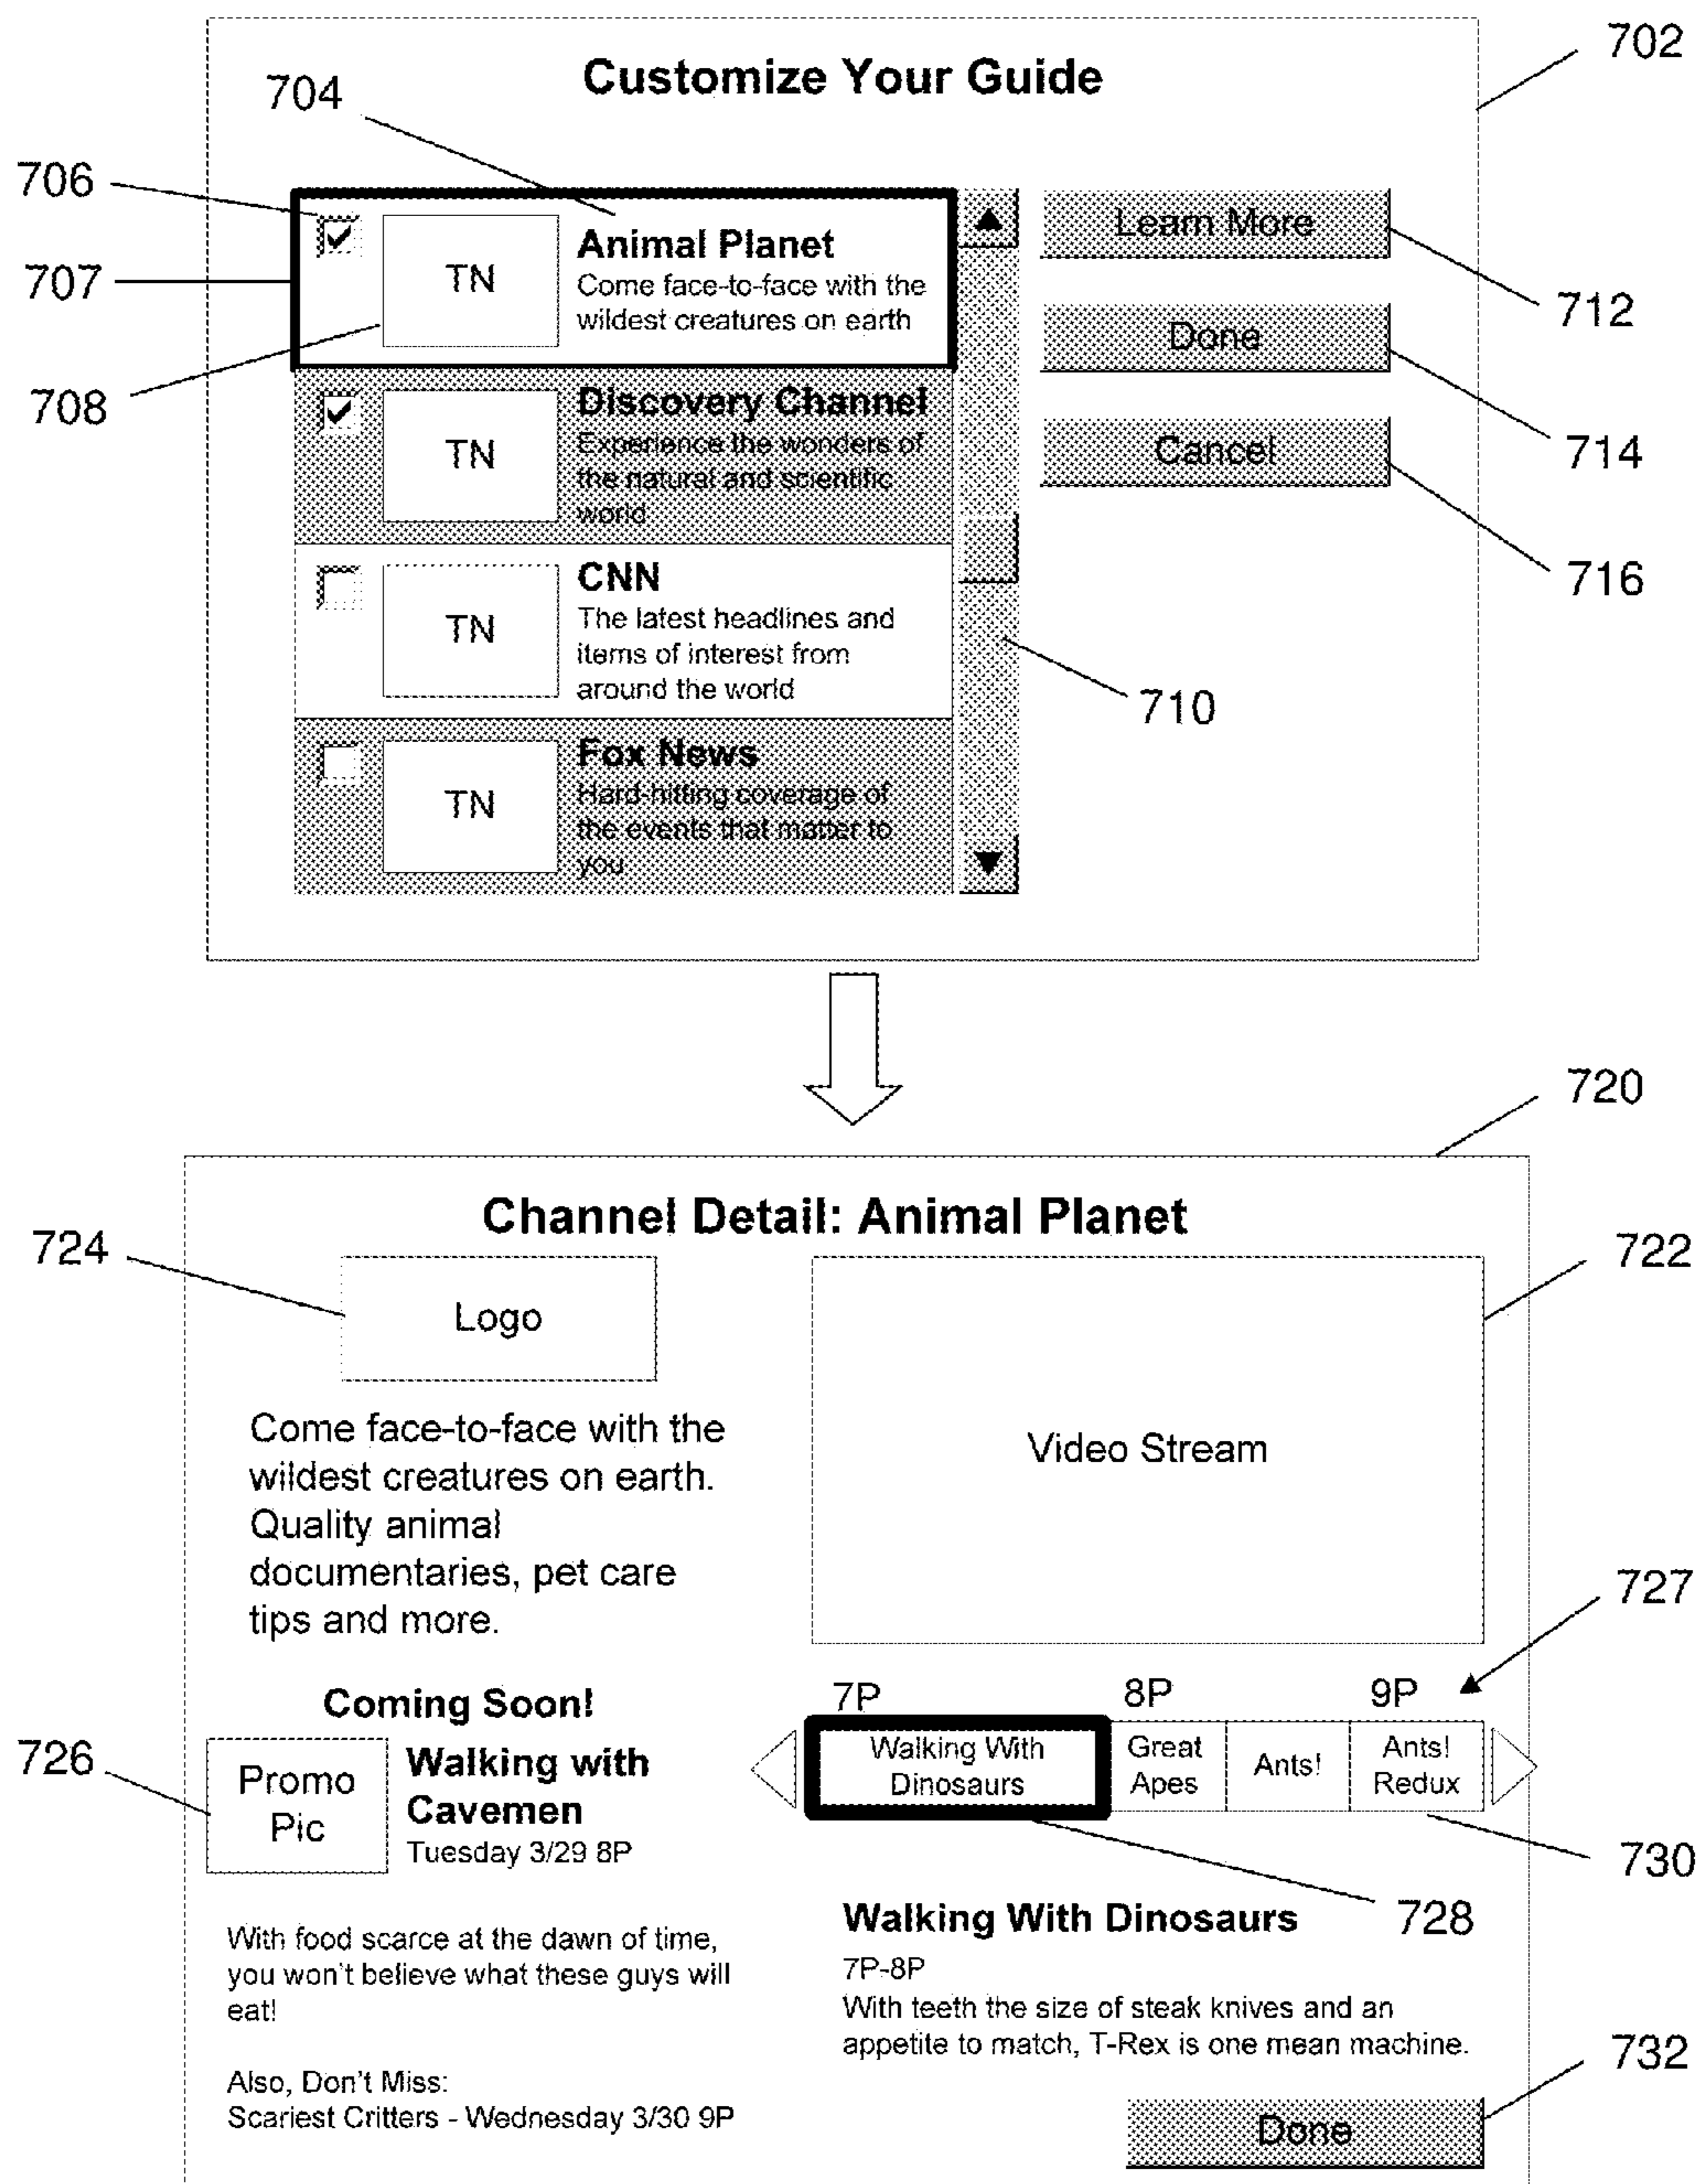 702
Customize Your Guide
704
706
707
708
TN
Animal Planet
Come face-to-face with the
wildest creatures on earth
TN
Discovery Channel
Experience the wonders of
the natural and scientific
world
TN
CNN
The latest headlines and
items of interest from
around the world
TN
Fox News
Hard-hitting coverage of
the events that matter to
you
Learn More
712
Done
714
Cancel
716
710
720
Channel Detail: Animal Planet
724
Logo
722
Video Stream
Come face-to-face with the
wildest creatures on earth.
Quality animal
documentaries, pet care
tips and more.
727
Coming Soon!
726
Promo
Pic
Walking with
Cavemen
Tuesday 3/29 8P
With food scarce at the dawn of time,
you won't believe what these guys will
eat!
Also, Don't Miss:
Scariest Critters - Wednesday 3/30 9P
7P 8P 9P
Walking With
Dinosaurs
Great
Apes
Ants!
Ants!
Redux
730
728
Walking With Dinosaurs
7P-8P
With teeth the size of steak knives and an
appetite to match, T-Rex is one mean machine.
732
Done